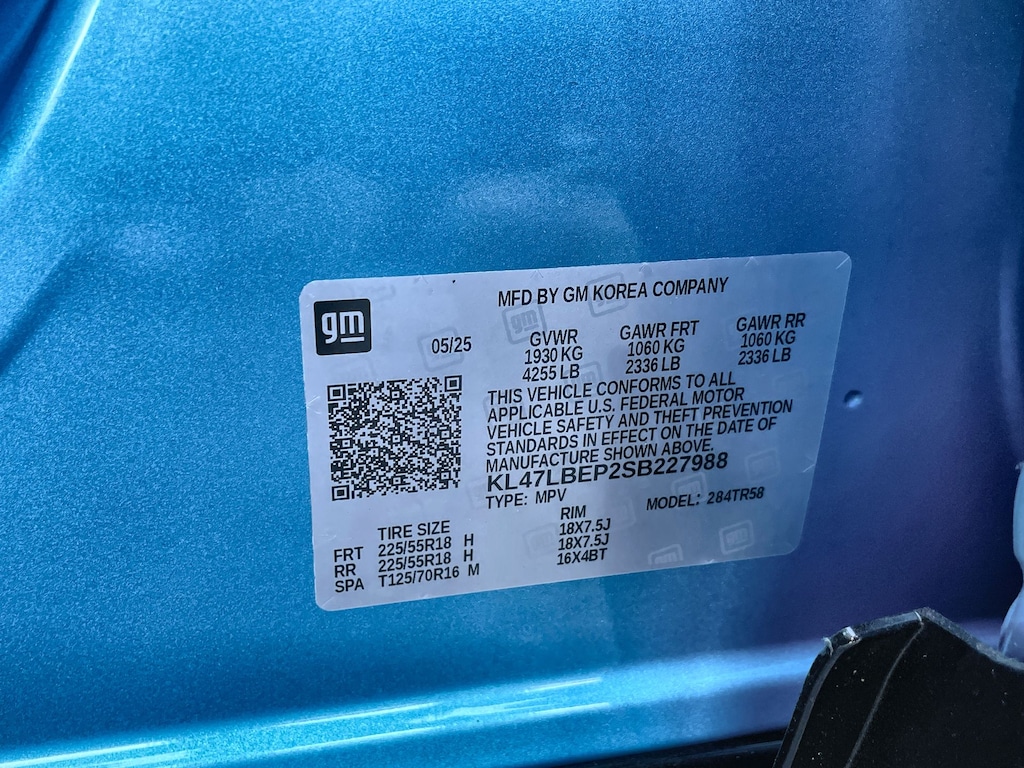 gm
MFD BY GM KOREA COMPANY
05/25
GVWR GAWR FRT GAWR RR
1930 KG 1060 KG 1060 KG
4255 LB 2336 LB 2336 LB
THIS VEHICLE CONFORMS TO ALL
APPLICABLE U.S. FEDERAL MOTOR
VEHICLE SAFETY AND THEFT PREVENTION
STANDARDS IN EFFECT ON THE DATE OF
MANUFACTURE SHOWN ABOVE.
KL47LBEP2SB227988
TYPE: MPV MODEL: 284TR58
TIRE SIZE RIM
FRT 225/55R18 H 18X7.5J
RR 225/55R18 H 18X7.5J
SPA T125/70R16 M 16X4BT